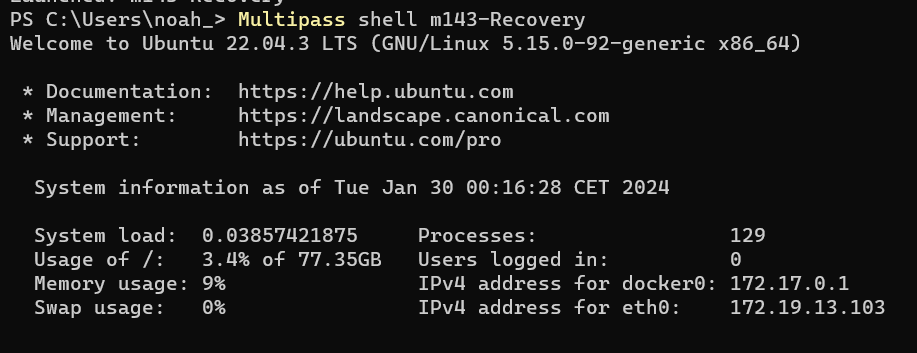 PS C:\Users\noah_> Multipass shell m143-Recovery
Welcome to Ubuntu 22.04.3 LTS (GNU/Linux 5.15.0-92-generic x86_64)
* Documentation: https://help.ubuntu.com
* Management: https://landscape.canonical.com
* Support: https://ubuntu.com/pro
System information as of Tue Jan 30 00:16:28 CET 2024
System load: 0.03857421875 Processes: 129
Usage of /: 3.4% of 77.35GB Users logged in: 0
Memory usage: 9% IPv4 address for docker0: 172.17.0.1
Swap usage: 0% IPv4 address for eth0: 172.19.13.103